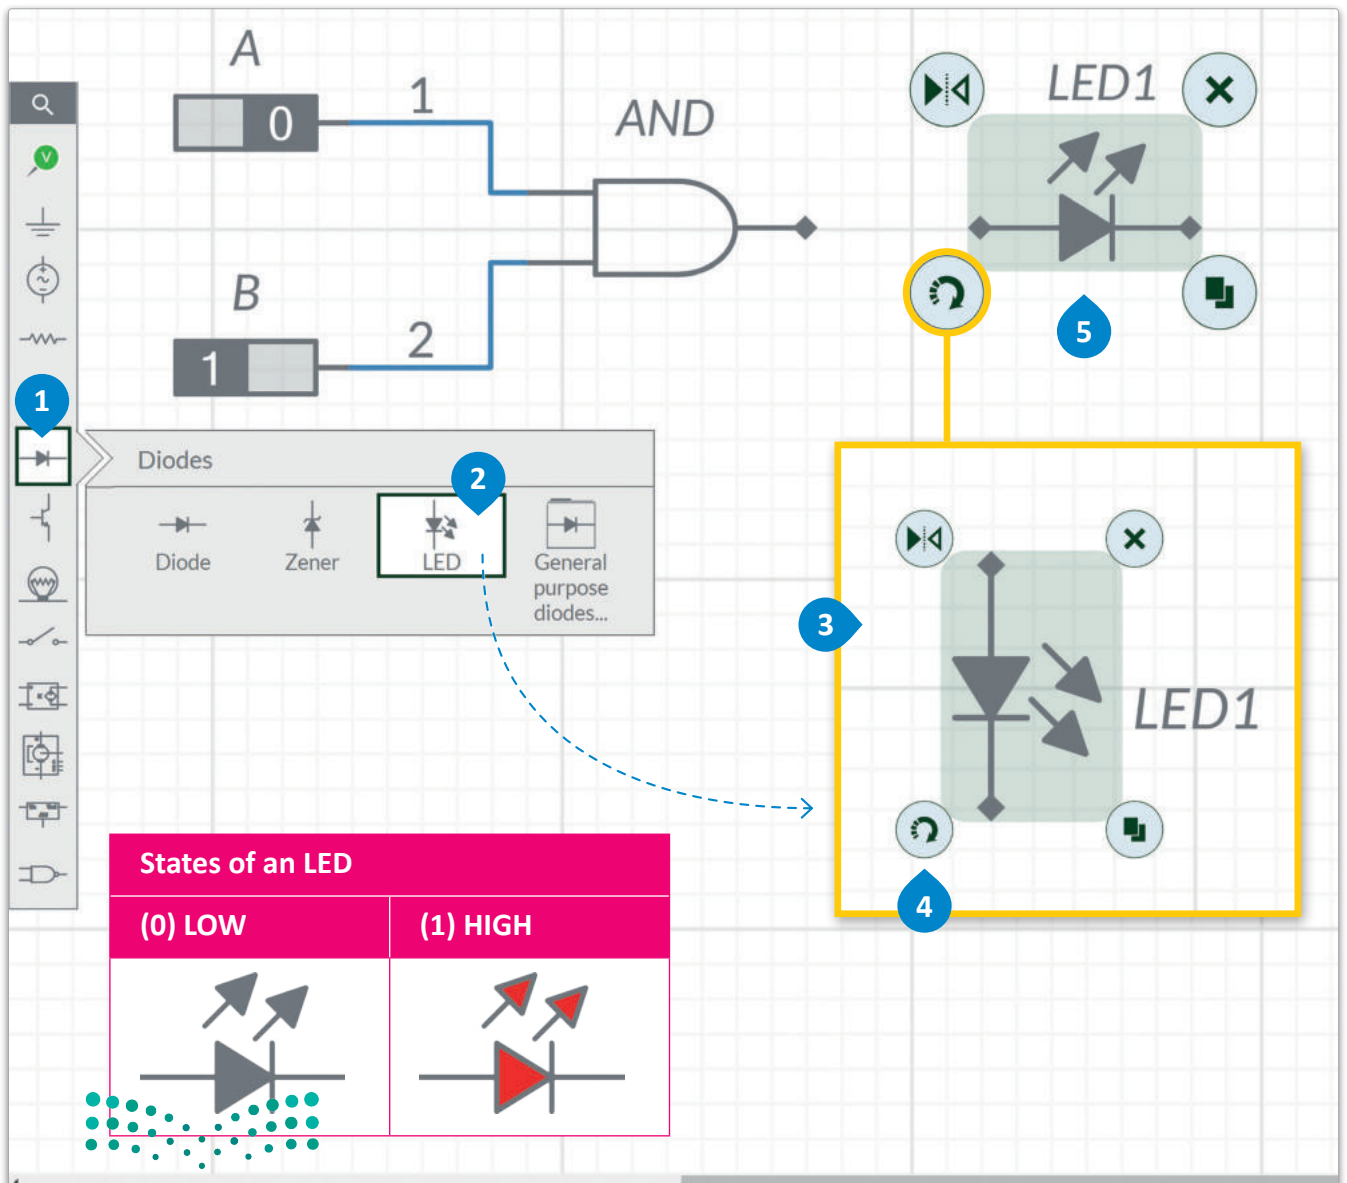 A
0
1
AND
LED1
V
B
1
2
5
1
Diodes
2
Diode
Zener
LED
General
purpose
diodes...
3
LED1
4
States of an LED
(0) LOW
(1) HIGH